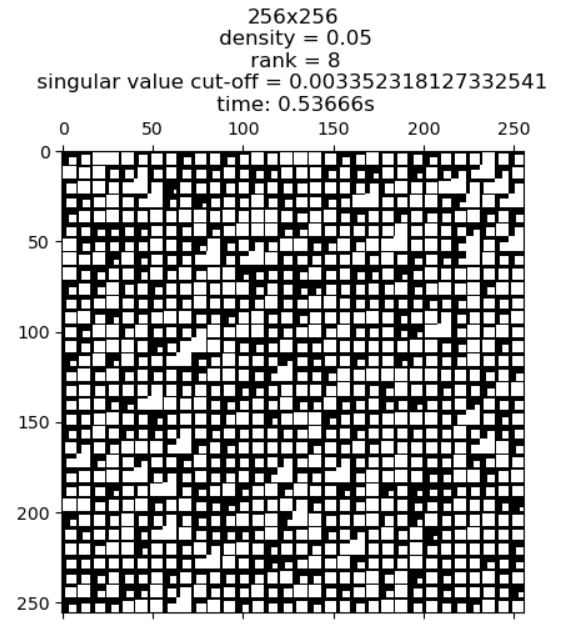 256x256
density = 0.05
rank = 8
singular value cut-off = 0.003352318127332541
time: 0.53666s
0 50 100 150 200 250
0
50
100
150
200
250